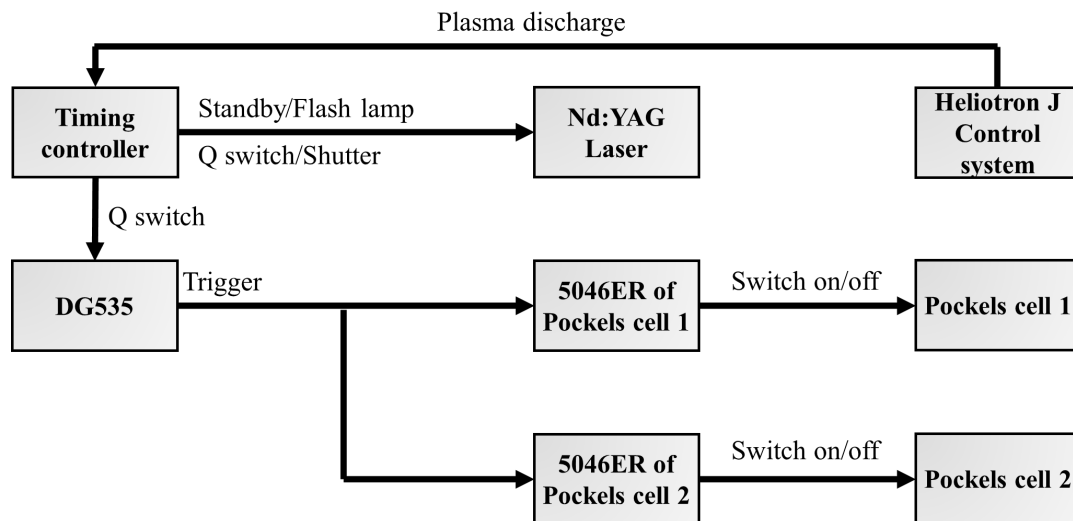 Plasma discharge
Timing
controller
Standby/Flash lamp
Q switch/Shutter
Nd:YAG
Laser
Heliotron J
Control
system
Q switch
DG535
Trigger
5046ER of
Pockels cell 1
Switch on/off
Pockels cell 1
5046ER of
Pockels cell 2
Switch on/off
Pockels cell 2